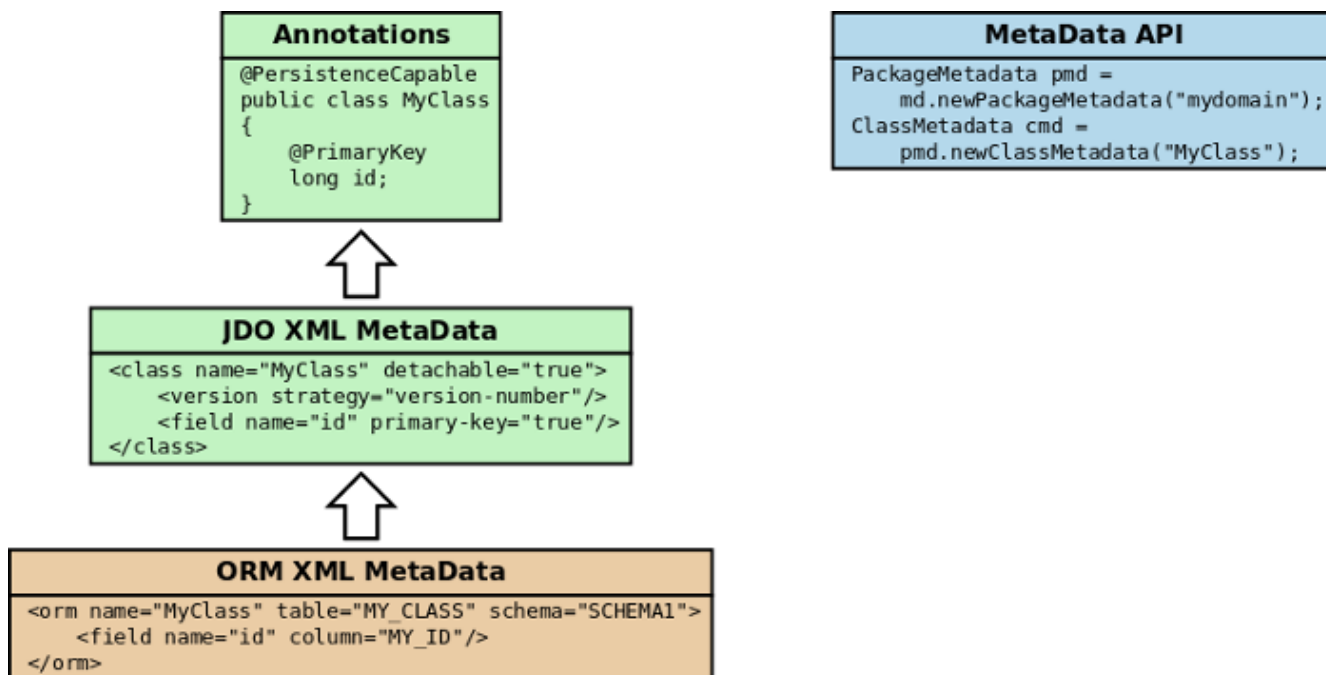 Annotations
@PersistenceCapable
public class MyClass
{
    @PrimaryKey
    long id;
}
MetaData API
PackageMetadata pmd =
    md.newPackageMetadata("mydomain");
ClassMetadata cmd =
    pmd.newClassMetadata("MyClass");
JDO XML MetaData
<class name="MyClass" detachable="true">
    <version strategy="version-number"/>
    <field name="id" primary-key="true"/>
</class>
ORM XML MetaData
<orm name="MyClass" table="MY_CLASS" schema="SCHEMA1">
    <field name="id" column="MY_ID"/>
</orm>